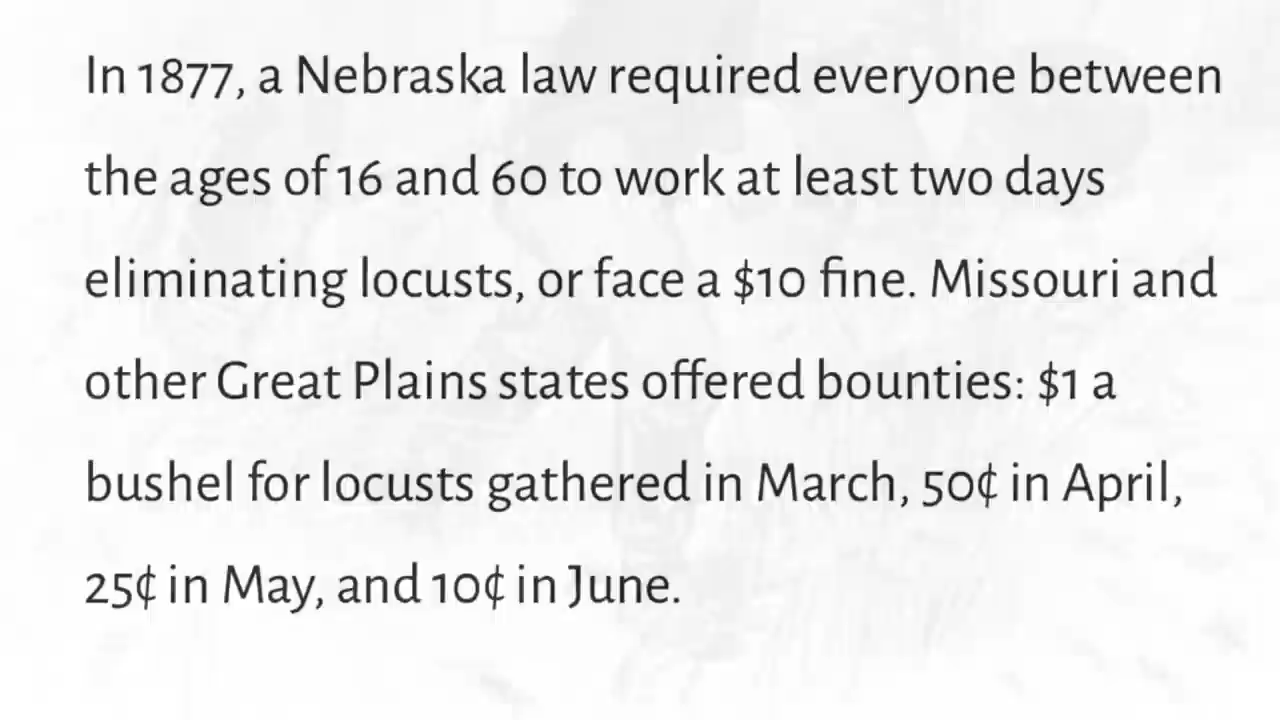 In 1877, a Nebraska law required everyone between
the ages of 16 and 60 to work at least two days
eliminating locusts, or face a $10 fine. Missouri and
other Great Plains states offered bounties: $1 a
bushel for locusts gathered in March, 50¢ in April,
25¢ in May, and 10¢ in June.